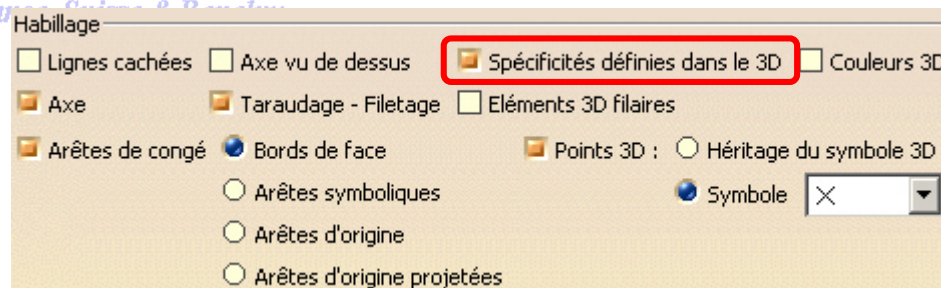 Suisse & Benelux
Habillage
Lignes cachées Axe vu de dessus Spécificités définies dans le 3D Couleurs 3D
Axe Taraudage - Filetage Eléments 3D filaires
Arêtes de congé Bords de face Points 3D : Héritage du symbole 3D
Arêtes symboliques Symbole
Arêtes d'origine
Arêtes d'origine projetées